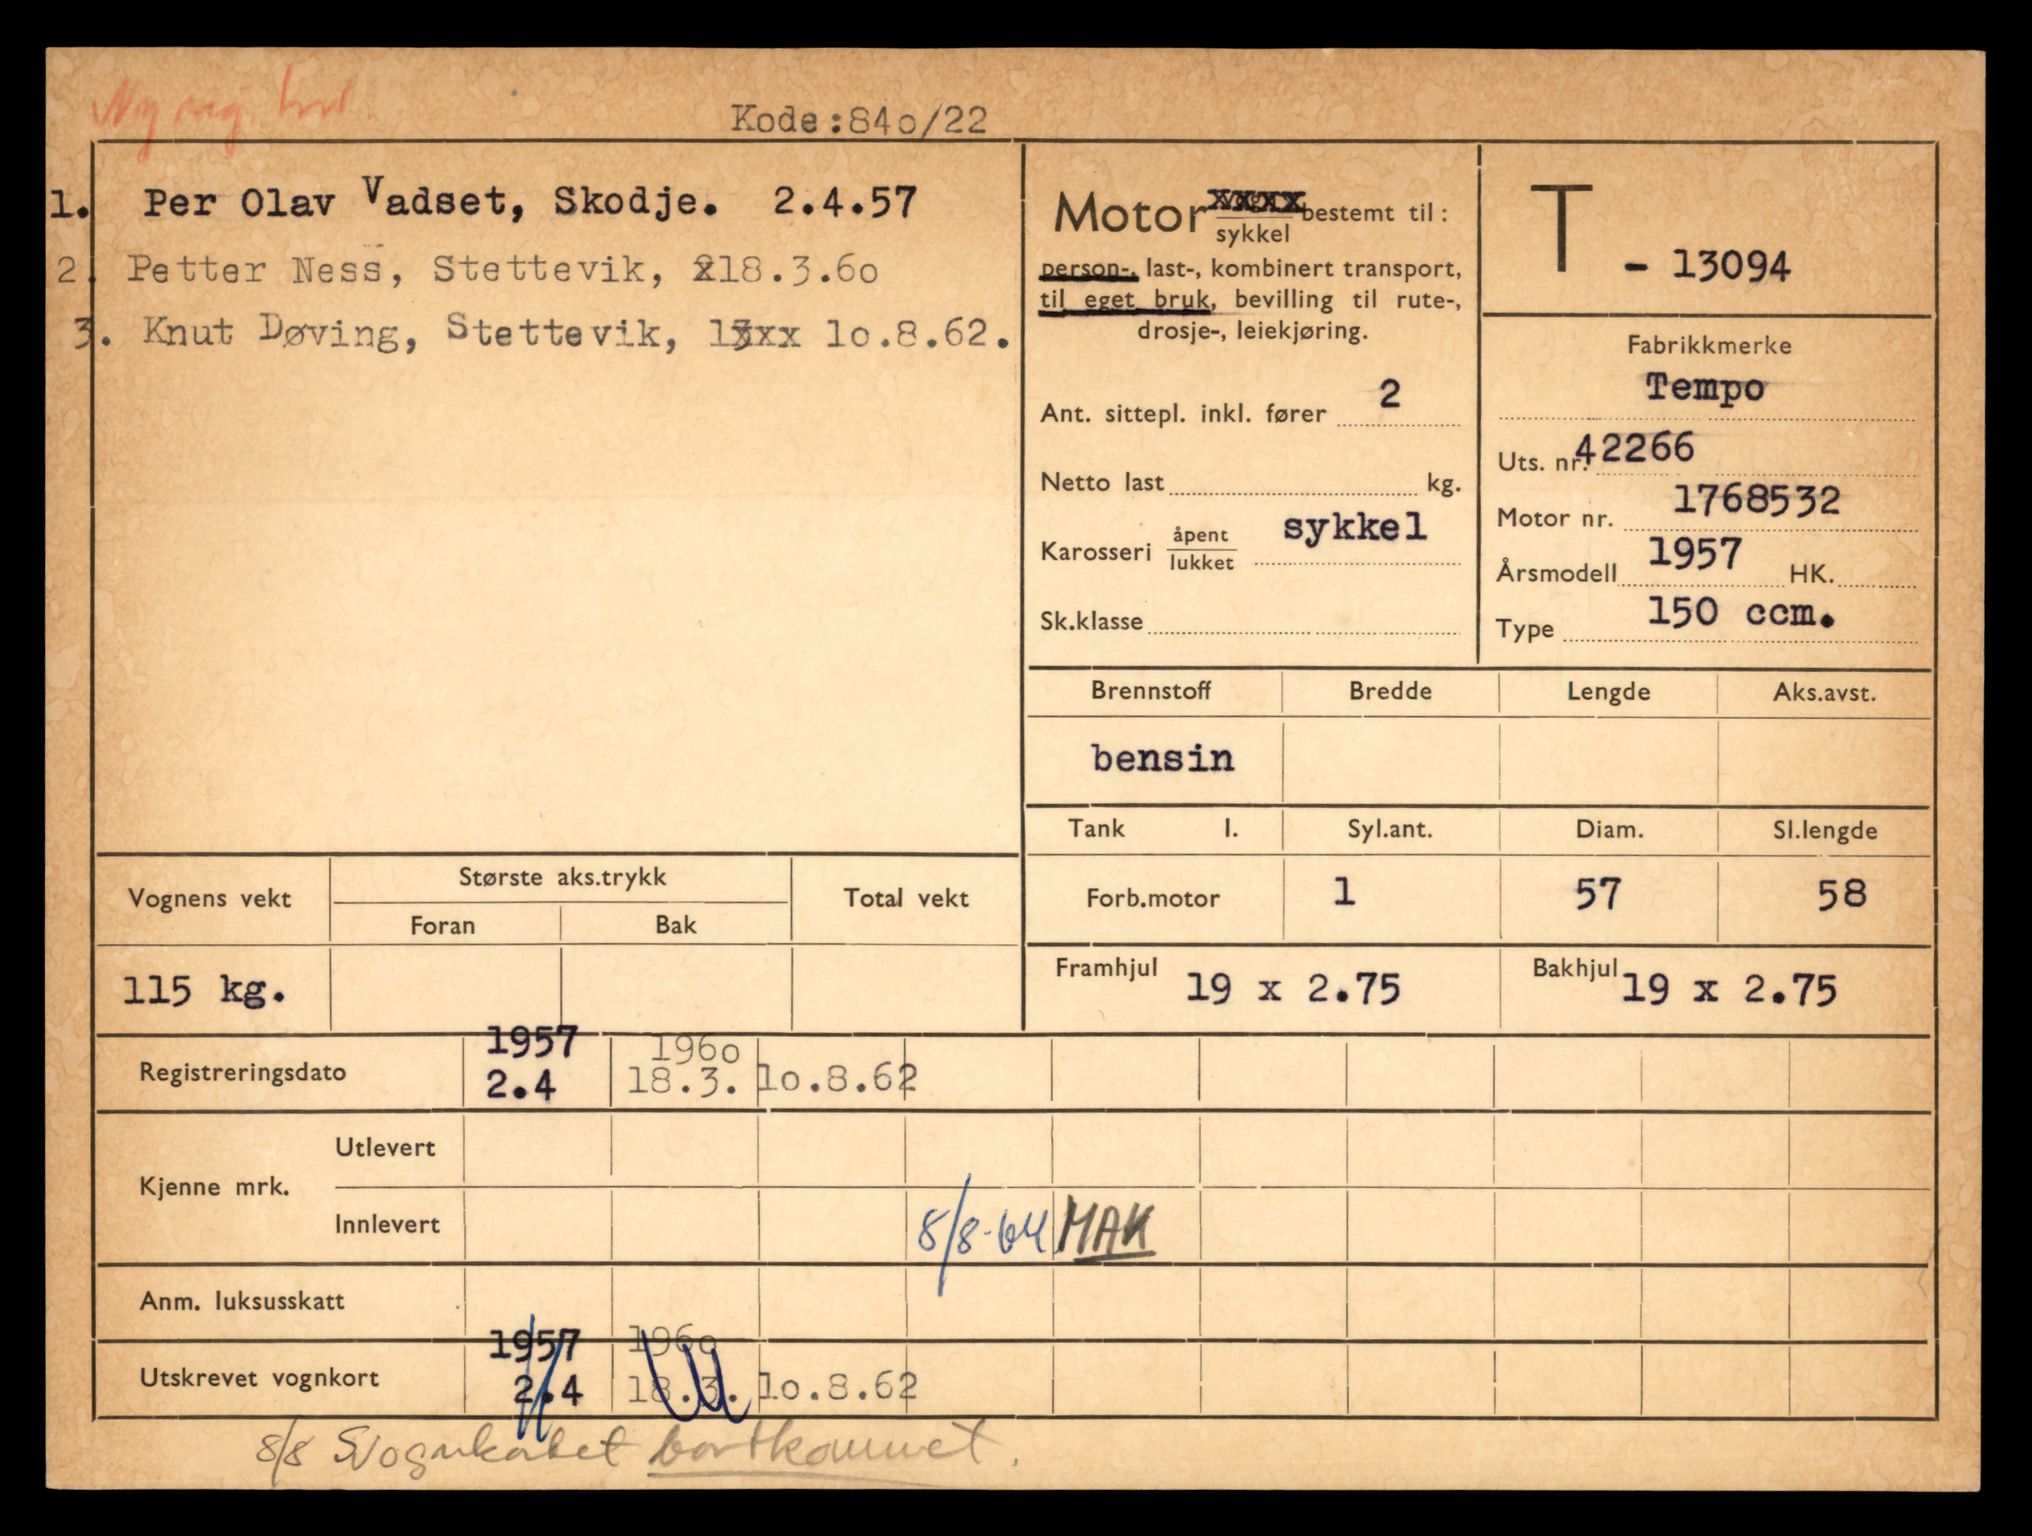 Kode:84o/22
1. Per Olav Vadset, Skodje. 2.4.57
2. Petter Ness, Stettevik, 18.3.6o
3. Knut Døving, Stettevik, 1o.8.62.
Motor xxxx bestemt til:
sykkel
person-, last-, kombinert transport,
til eget bruk, bevilling til rute-,
drosje-, leiekjøring.
Ant. sittepl. inkl. fører 2
Netto last kg.
Karosseri åpent
lukket sykkel
Sk.klasse
T - 13094
Fabrikkmerke
Tempo
Uts. nr. 42266
Motor nr. 1768532
Årsmodell 1957 HK.
Type 150 ccm.
Brennstoff Bredde Lengde Aks.avst.
bensin
Tank l. Syl.ant. Diam. Sl.lengde
Forb.motor 1 57 58
Framhjul 19 x 2.75 Bakhjul 19 x 2.75
Vognens vekt Største aks.trykk Total vekt
Foran Bak
115 kg.
1957 196o
Registreringsdato 2.4 18.3. 1o.8.62
Kjenne mrk. Utlevert
Innlevert 8/8-64 MAK
Anm. luksusskatt
1957 196o
Utskrevet vognkort 2.4 18.3. 1o.8.62
8/8 Vognkortet bortkommet.